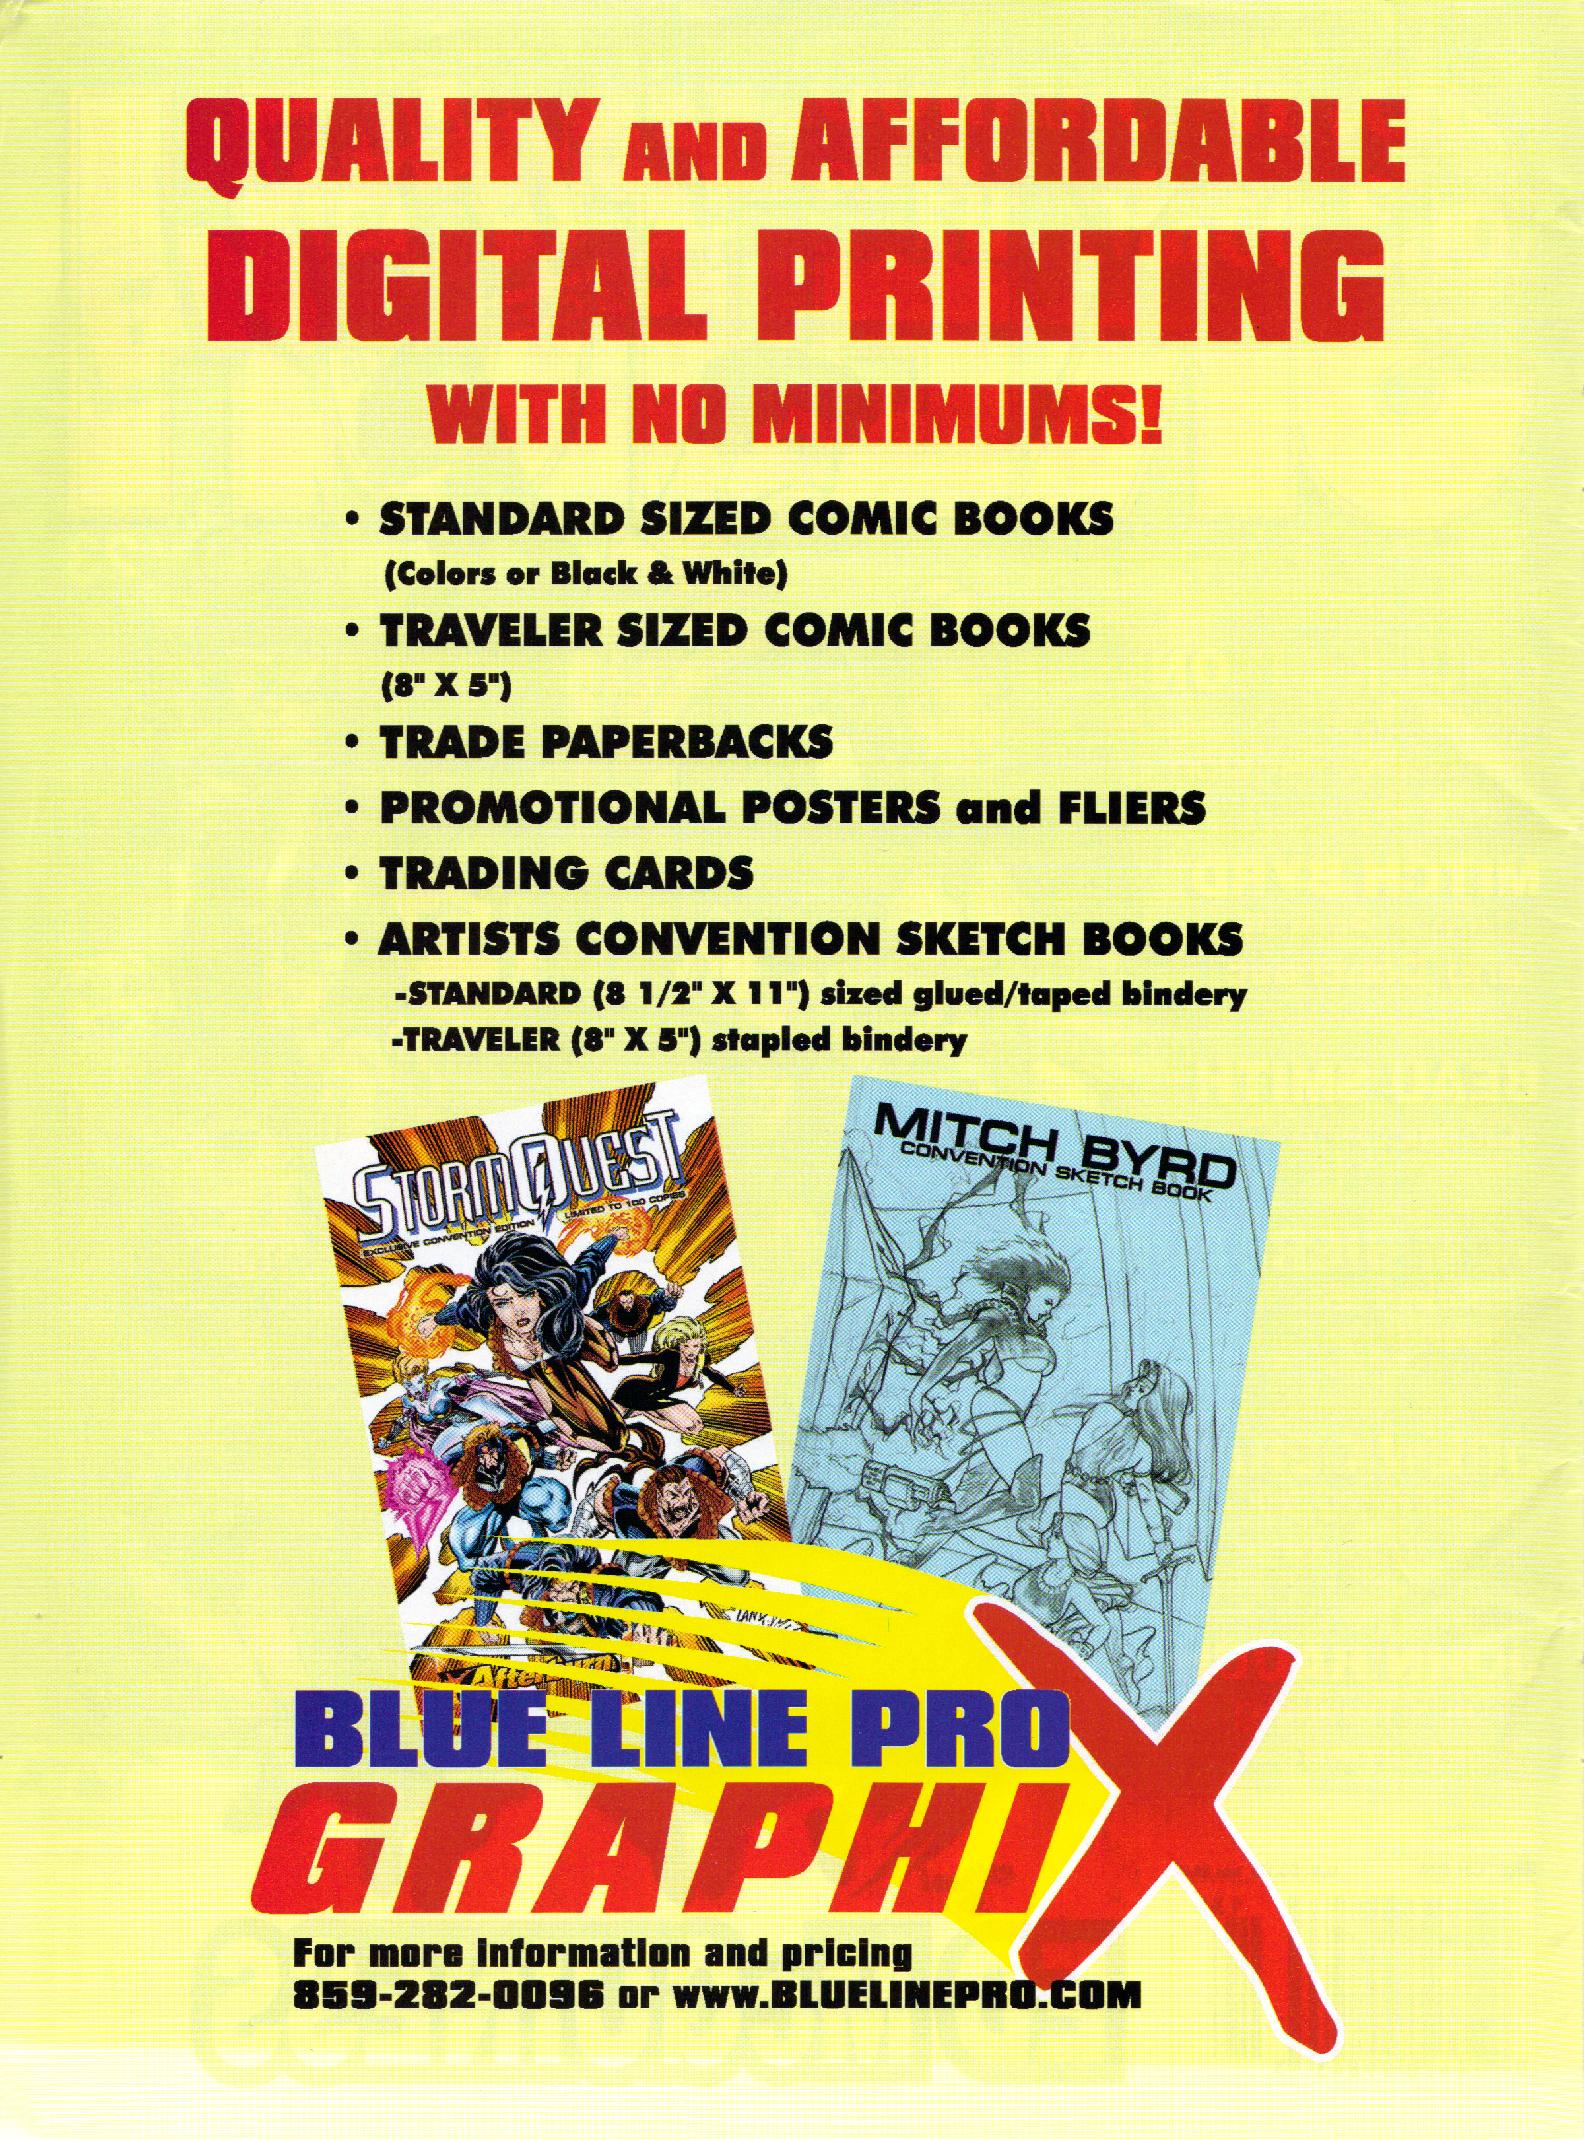 QUALITY AND AFFORDABLE
DIGITAL PRINTING
WITH NO MINIMUMS!
• STANDARD SIZED COMIC BOOKS
(Colors or Black & White)
• TRAVELER SIZED COMIC BOOKS
(8" X 5")
• TRADE PAPERBACKS
• PROMOTIONAL POSTERS and FLIERS
• TRADING CARDS
• ARTISTS CONVENTION SKETCH BOOKS
-STANDARD (8 1/2" X 11") sized glued/taped bindery
-TRAVELER (8" X 5") stapled bindery
STORMQUEST
EXCLUSIVE CONVENTION EDITION LIMITED TO 100 COPIES
MITCH BYRD
CONVENTION SKETCH BOOK
BLUE LINE PRO
GRAPHIX
For more information and pricing
859-282-0096 or www.BLUELINEPRO.COM